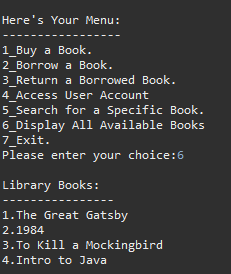 Here's Your Menu:
-----------------
1_Buy a Book.
2_Borrow a Book.
3_Return a Borrowed Book.
4_Access User Account
5_Search for a Specific Book.
6_Display All Available Books
7_Exit.
Please enter your choice:6
Library Books:
----------------
1.The Great Gatsby
2.1984
3.To Kill a Mockingbird
4.Intro to Java